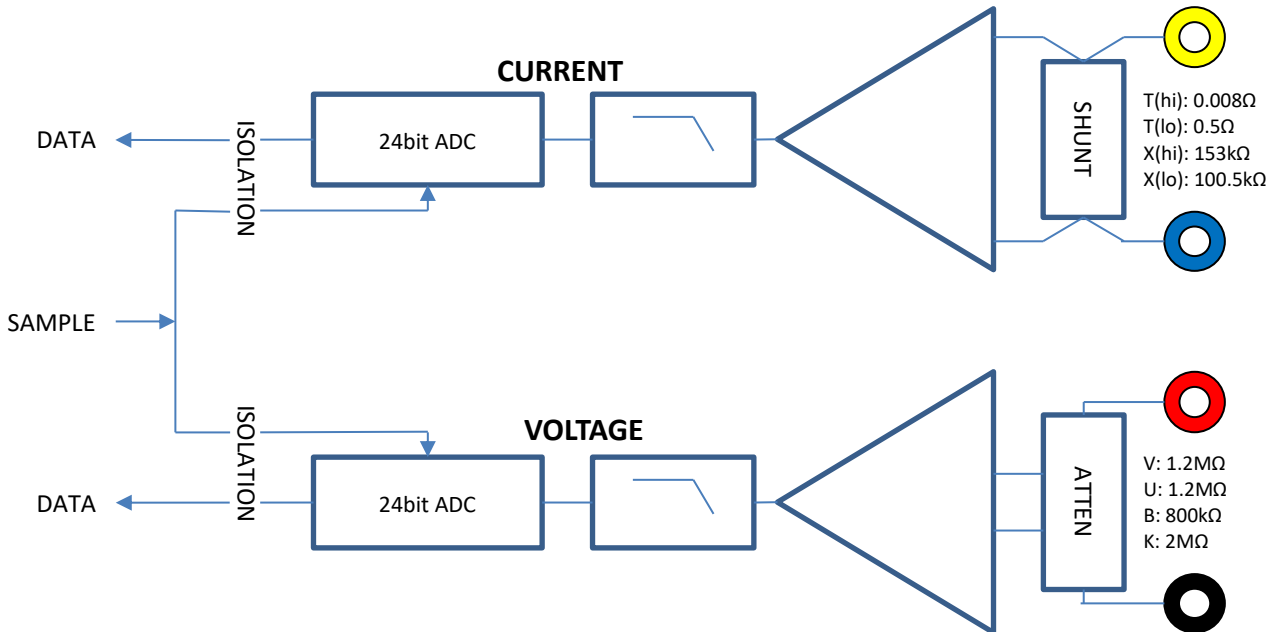 CURRENT
DATA
ISOLATION
24bit ADC
SHUNT
T(hi): 0.008Ω
T(lo): 0.5Ω
X(hi): 153kΩ
X(lo): 100.5kΩ
SAMPLE
VOLTAGE
DATA
ISOLATION
24bit ADC
ATTEN
V: 1.2MΩ
U: 1.2MΩ
B: 800kΩ
K: 2MΩ